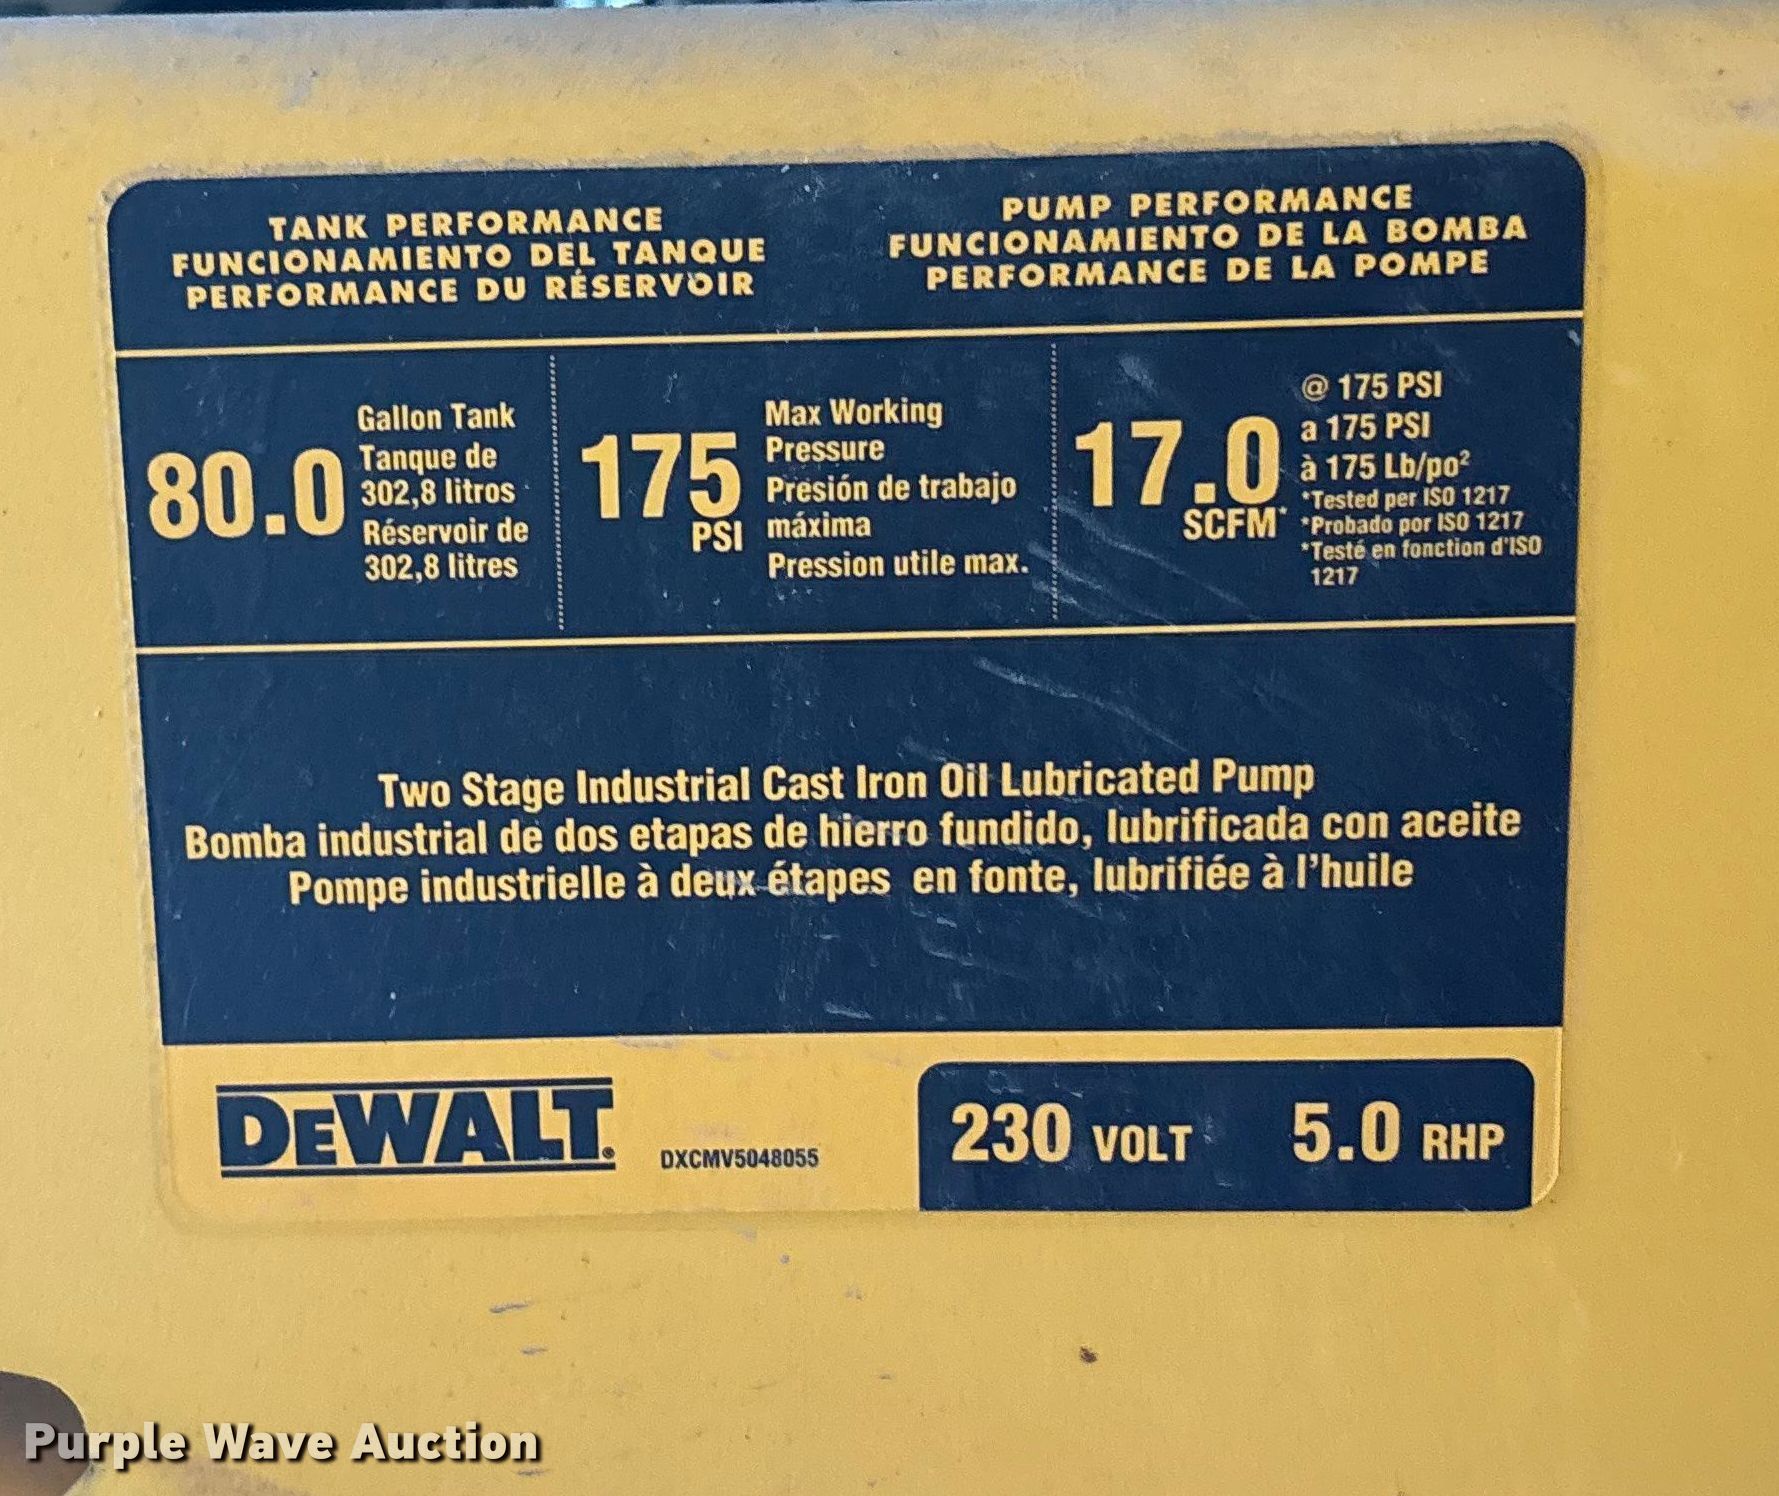 TANK PERFORMANCE
FUNCIONAMIENTO DEL TANQUE
PERFORMANCE DU RÉSERVOIR
PUMP PERFORMANCE
FUNCIONAMIENTO DE LA BOMBA
PERFORMANCE DE LA POMPE
80.0
Gallon Tank
Tanque de
302,8 litros
Réservoir de
302,8 litres
175
PSI
Max Working
Pressure
Presión de trabajo
máxima
Pression utile max.
17.0
SCFM*
@ 175 PSI
a 175 PSI
à 175 Lb/po²
*Tested per ISO 1217
*Probado por ISO 1217
*Testé en fonction d'ISO
1217
Two Stage Industrial Cast Iron Oil Lubricated Pump
Bomba industrial de dos etapas de hierro fundido, lubrificada con aceite
Pompe industrielle à deux étapes en fonte, lubrifiée à l'huile
DEWALT.
DXCMV5048055
230 VOLT 5.0 RHP
Purple Wave Auction